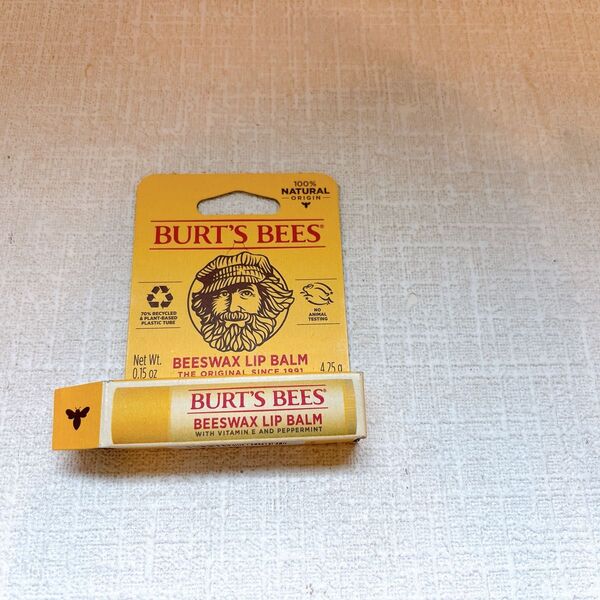 100%
NATURAL
ORIGIN
BURT'S BEES®
70% RECYCLED
& PLANT-BASED
PLASTIC TUBE
NO
ANIMAL
TESTING
Net Wt.
0.15 oz
BEESWAX LIP BALM
4.25 g
THE ORIGINAL SINCE 1991
BURT'S BEES®
BEESWAX LIP BALM
WITH VITAMIN E AND PEPPERMINT